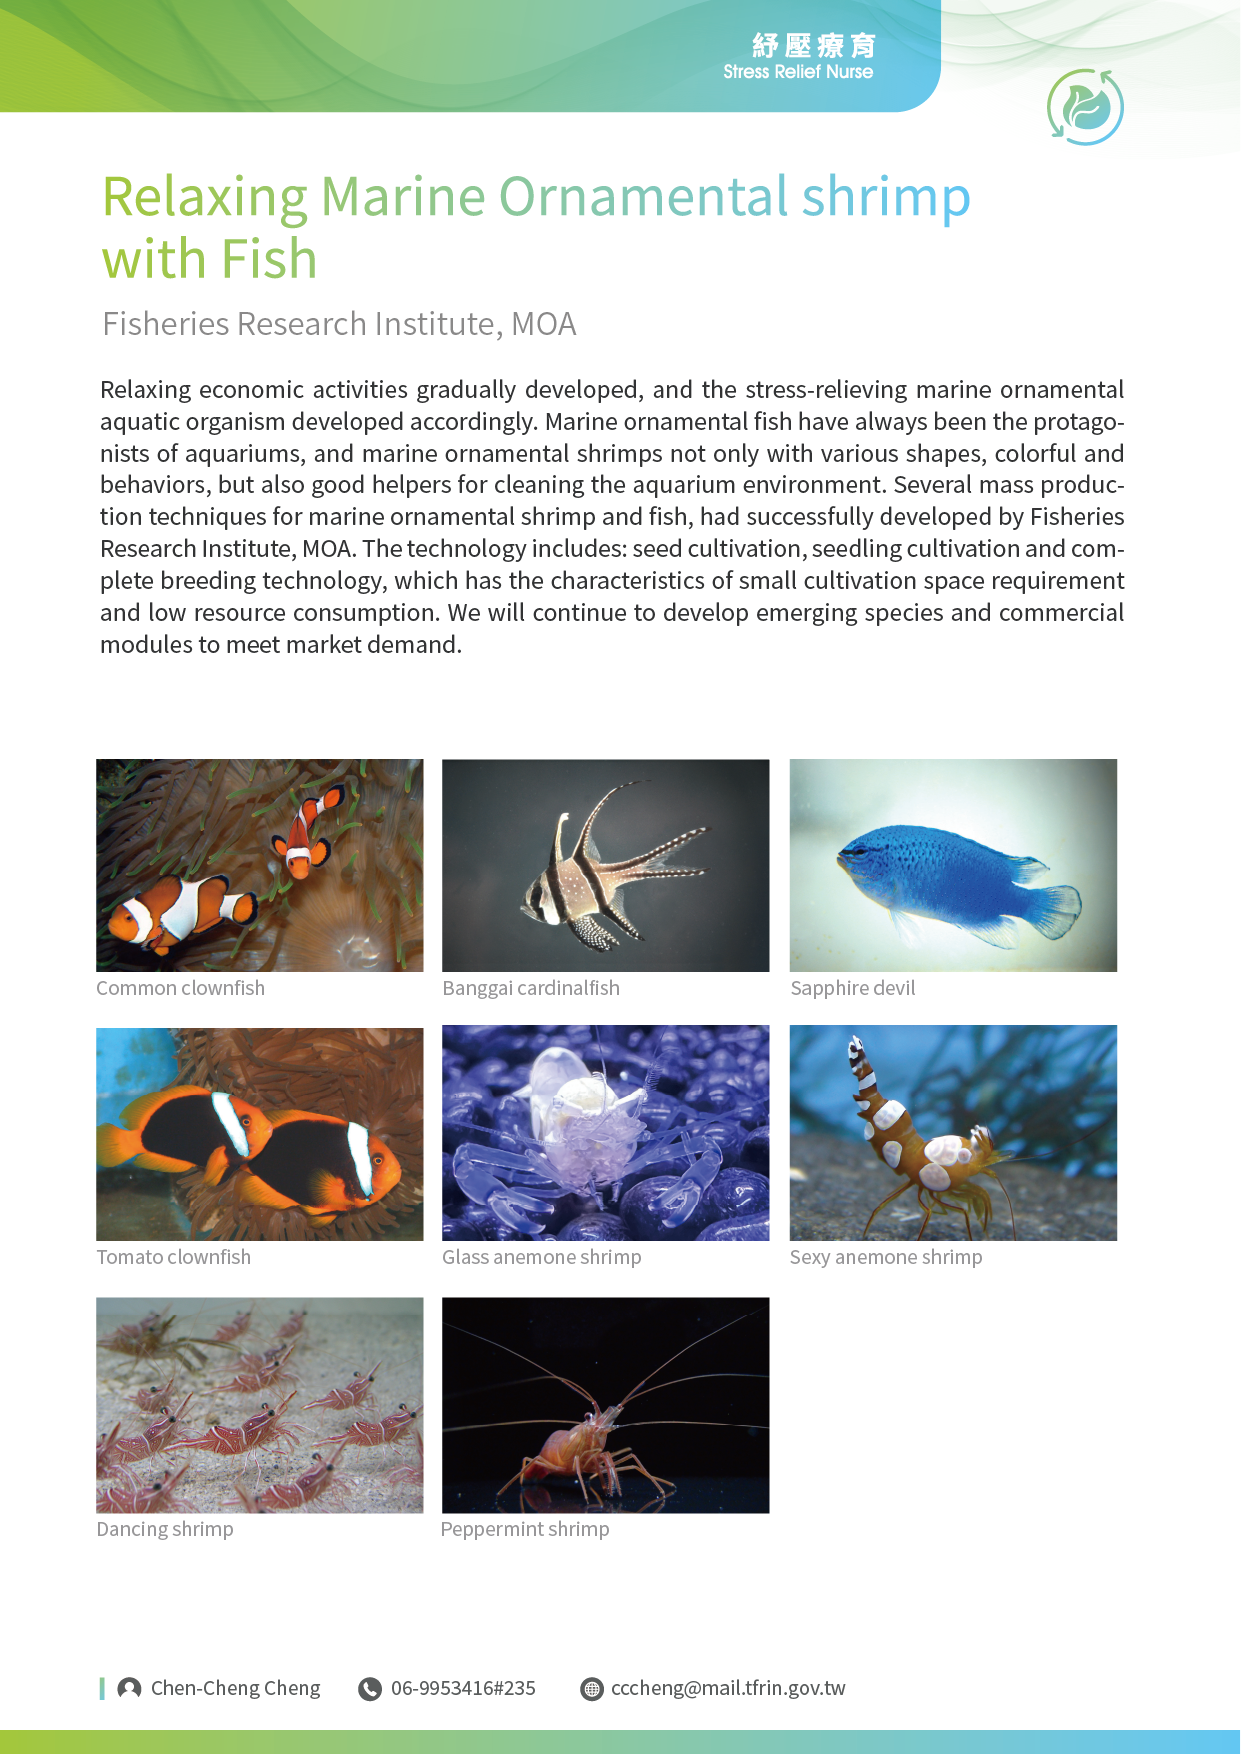 紓壓療育
Stress Relief Nurse
Relaxing Marine Ornamental shrimp
with Fish
Fisheries Research Institute, MOA
Relaxing economic activities gradually developed, and the stress-relieving marine ornamental
aquatic organism developed accordingly. Marine ornamental fish have always been the protago-
nists of aquariums, and marine ornamental shrimps not only with various shapes, colorful and
behaviors, but also good helpers for cleaning the aquarium environment. Several mass produc-
tion techniques for marine ornamental shrimp and fish, had successfully developed by Fisheries
Research Institute, MOA. The technology includes: seed cultivation, seedling cultivation and com-
plete breeding technology, which has the characteristics of small cultivation space requirement
and low resource consumption. We will continue to develop emerging species and commercial
modules to meet market demand.
Common clownfish
Banggai cardinalfish
Sapphire devil
Tomato clownfish
Glass anemone shrimp
Sexy anemone shrimp
Dancing shrimp
Peppermint shrimp
Chen-Cheng Cheng
06-9953416#235
cccheng@mail.tfrin.gov.tw